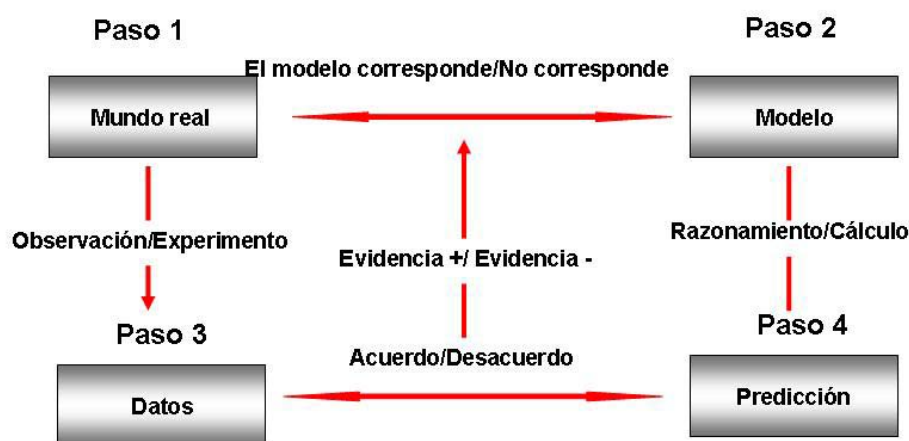 Paso 1
Paso 2
El modelo corresponde/No corresponde
Mundo real
Modelo
Observación/Experimento
Razonamiento/Cálculo
Evidencia +/ Evidencia -
Paso 3
Paso 4
Acuerdo/Desacuerdo
Datos
Predicción